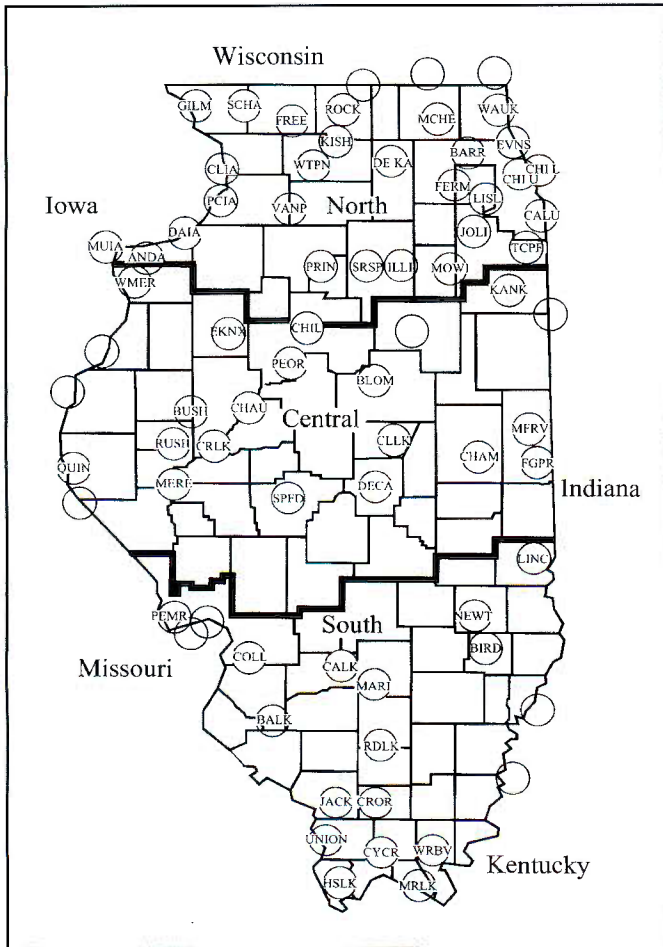 Wisconsin
GILM
SCHA
FREE
ROCK
MCHE
WAUK
KISH
EVNS
WTPN
DE KA
BARR
CLIA
FERM
CHI U
CHI L
PCIA
VANP
LISL
Iowa
North
CALU
DAIA
JOLI
MUIA
ANDA
TCPF
PRIN
SRSP
ILLI
MOWI
WMER
KANK
EKNX
CHIL
PEOR
BLOM
BUSH
CHAU
Central
MFRV
RUSH
CRLK
CLLK
CHAM
FGPR
QUIN
MERE
SPFD
DECA
Indiana
LINC
PEMR
NEWT
South
Missouri
COLL
CALK
BIRD
MARI
BALK
RDLK
JACK
CROR
UNION
CYCR
WRBV
Kentucky
HSLK
MRLK